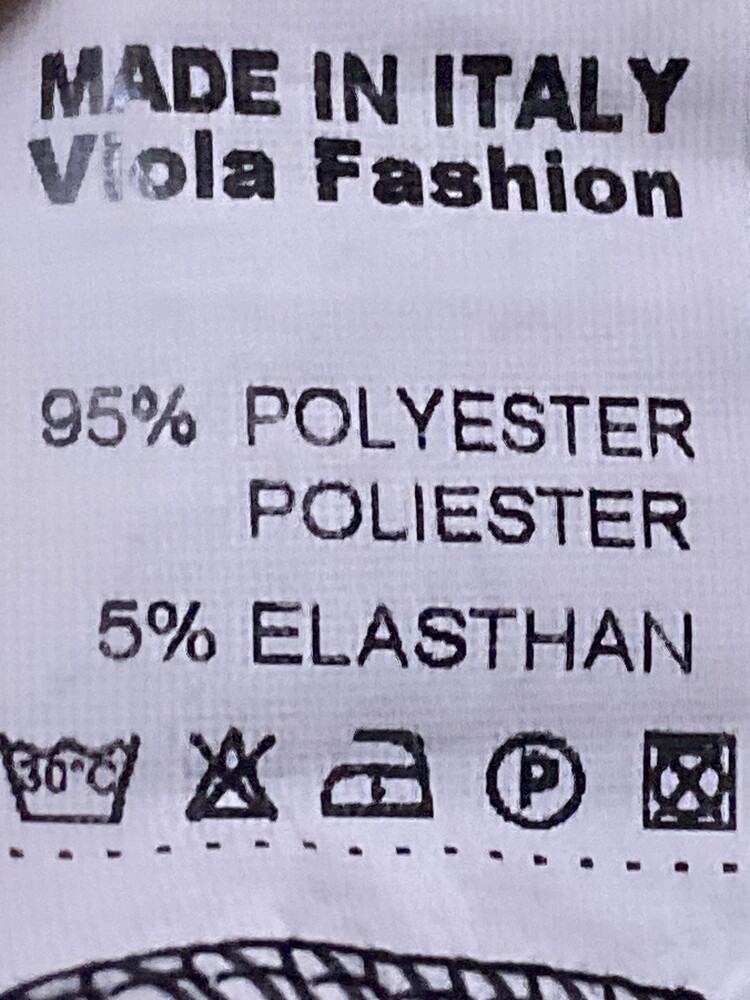 MADE IN ITALY
Viola Fashion
95% POLYESTER
POLIESTER
5% ELASTHAN
30°C P